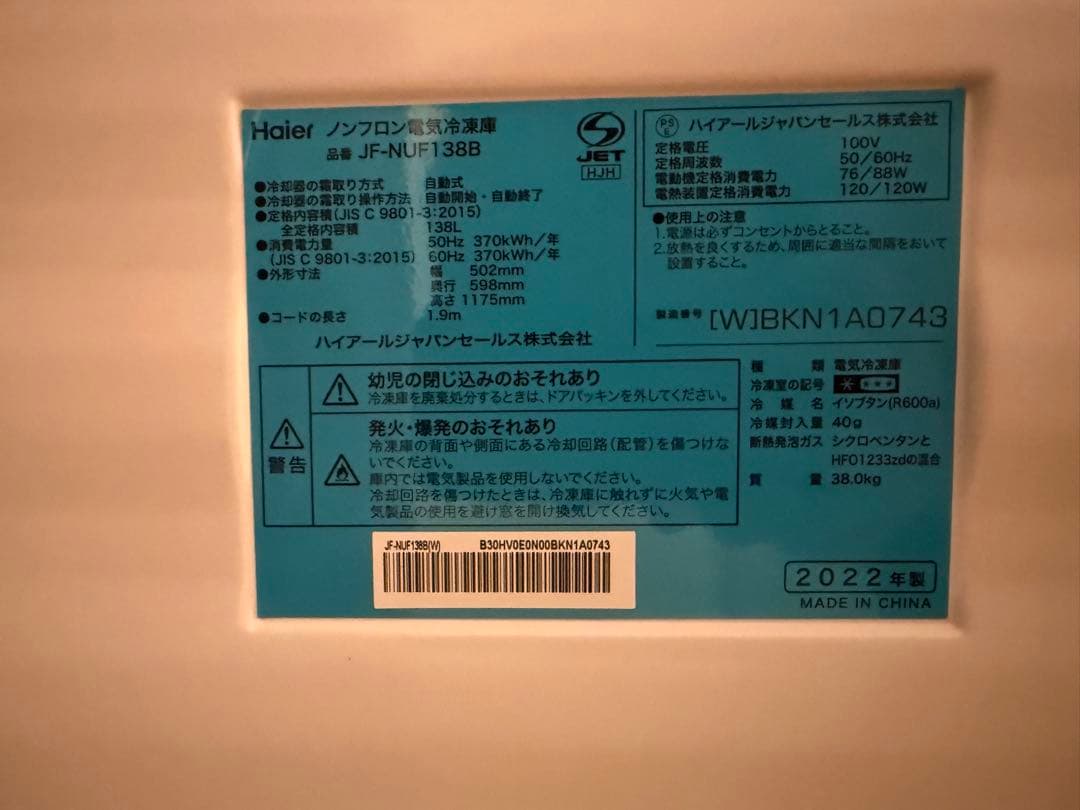 Haier ノンフロン電気冷凍庫
品番 JF-NUF138B
JET
HJH
●冷却器の霜取り方式 自動式
●冷却器の霜取り操作方法 自動開始・自動終了
●定格内容積(JIS C 9801-3:2015)
全定格内容積 138L
●消費電力量 50Hz 370kWh/年
(JIS C 9801-3:2015) 60Hz 370kWh/年
●外形寸法 幅 502mm
奥行 598mm
高さ 1175mm
●コードの長さ 1.9m
ハイアールジャパンセールス株式会社
PS E ハイアールジャパンセールス株式会社
定格電圧 100V
定格周波数 50/60Hz
電動機定格消費電力 76/88W
電熱装置定格消費電力 120/120W
●使用上の注意
1.電源は必ずコンセントからとること。
2.放熱を良くするため、周囲に適当な間隔をおいて
設置すること。
製造番号 [W]BKN1A0743
警告
幼児の閉じ込めのおそれあり
冷凍庫を廃棄処分するときは、ドアパッキンを外してください。
発火・爆発のおそれあり
冷凍庫の背面や側面にある冷却回路(配管)を傷つけな
いでください。
庫内では電気製品を使用しないでください。
冷却回路を傷つけたときは、冷凍庫に触れずに火気や電
気製品の使用を避け窓を開け換気してください。
種類 電気冷凍庫
冷凍室の記号
冷媒名 イソブタン(R600a)
冷媒封入量 40g
断熱発泡ガス シクロペンタンと
HFO1233zdの混合
質量 38.0kg
JF-NUF138B(W) B30HV0E0N00BKN1A0743
2022年製
MADE IN CHINA